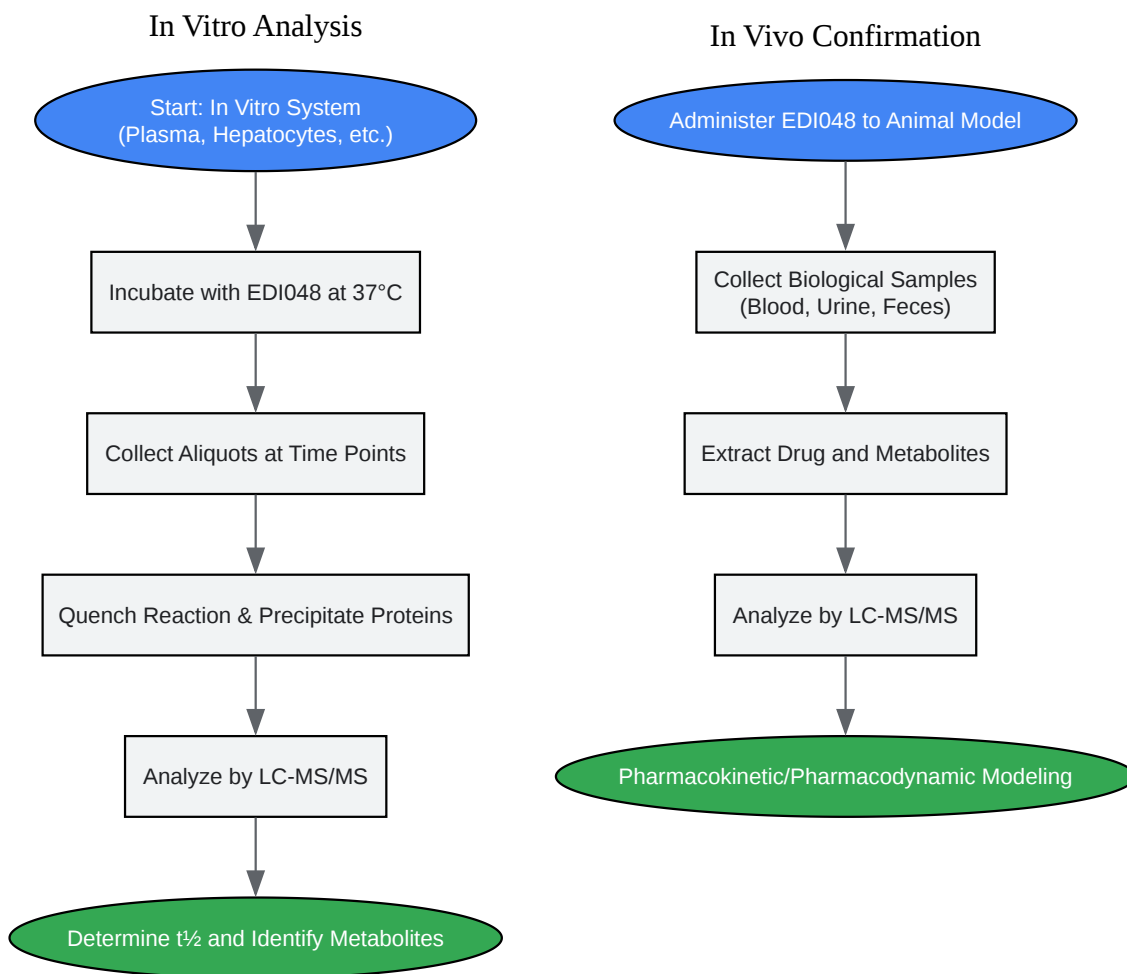 In Vitro Analysis
Start: In Vitro System
(Plasma, Hepatocytes, etc.)
Incubate with EDI048 at 37°C
Collect Aliquots at Time Points
Quench Reaction & Precipitate Proteins
Analyze by LC-MS/MS
Determine t½ and Identify Metabolites
In Vivo Confirmation
Administer EDI048 to Animal Model
Collect Biological Samples
(Blood, Urine, Feces)
Extract Drug and Metabolites
Analyze by LC-MS/MS
Pharmacokinetic/Pharmacodynamic Modeling